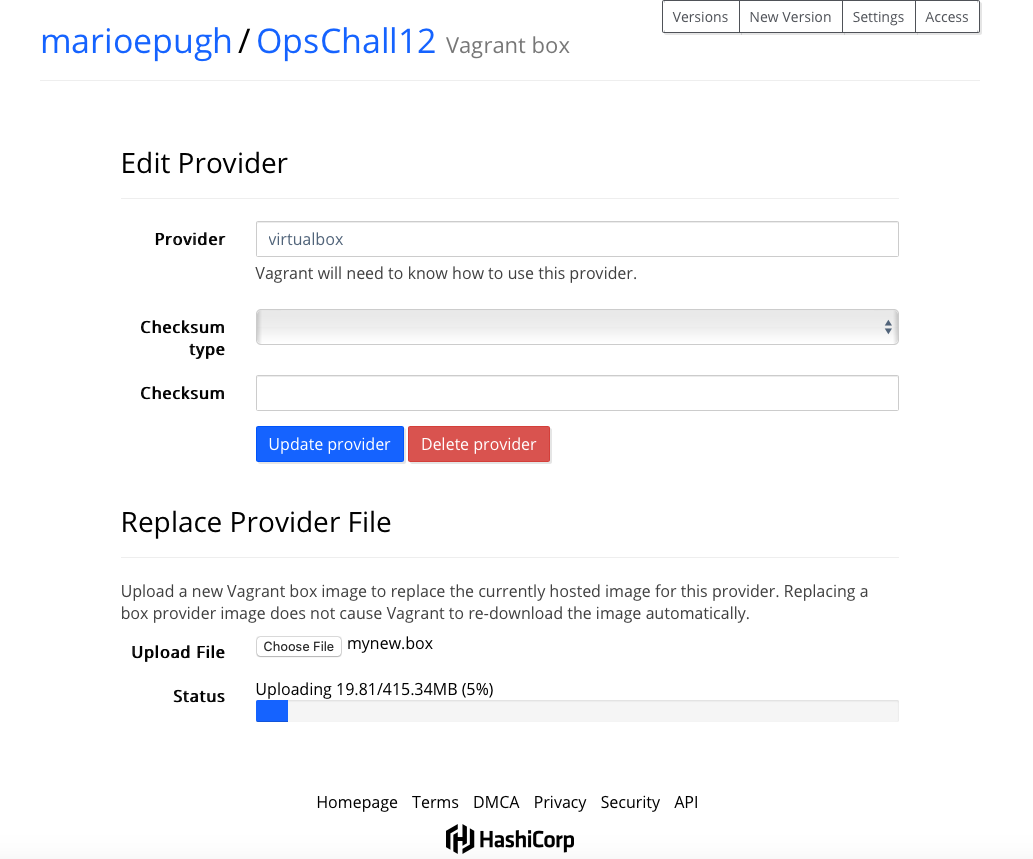 Versions New Version Settings Access
marioepugh / OpsChall12 Vagrant box
Edit Provider
Provider virtualbox
Vagrant will need to know how to use this provider.
Checksum
type
Checksum
Update provider Delete provider
Replace Provider File
Upload a new Vagrant box image to replace the currently hosted image for this provider. Replacing a
box provider image does not cause Vagrant to re-download the image automatically.
Upload File Choose File mynew.box
Status Uploading 19.81/415.34MB (5%)
Homepage Terms DMCA Privacy Security API
HashiCorp